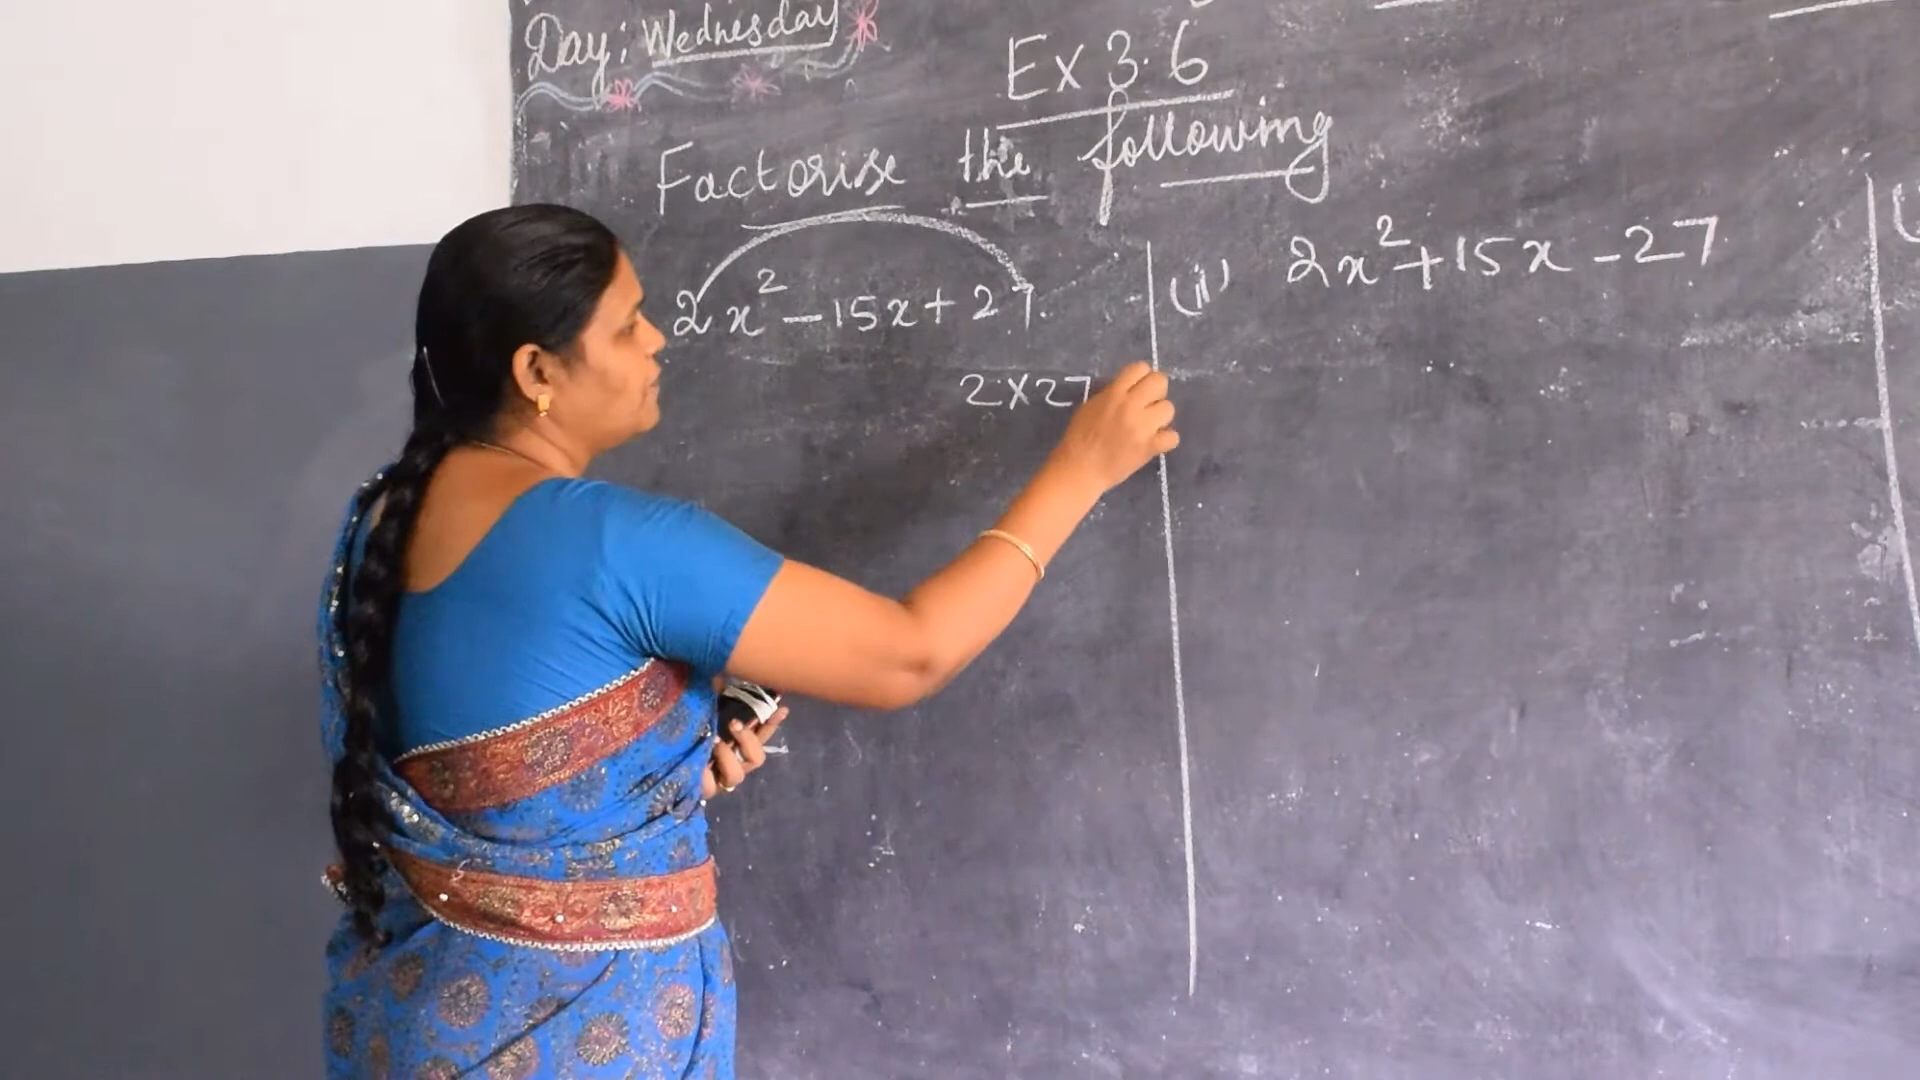 Day: Wednesday
Ex 3.6
Factorise the following
2x² - 15x + 27
2 x 27
(ii) 2x² + 15x - 27